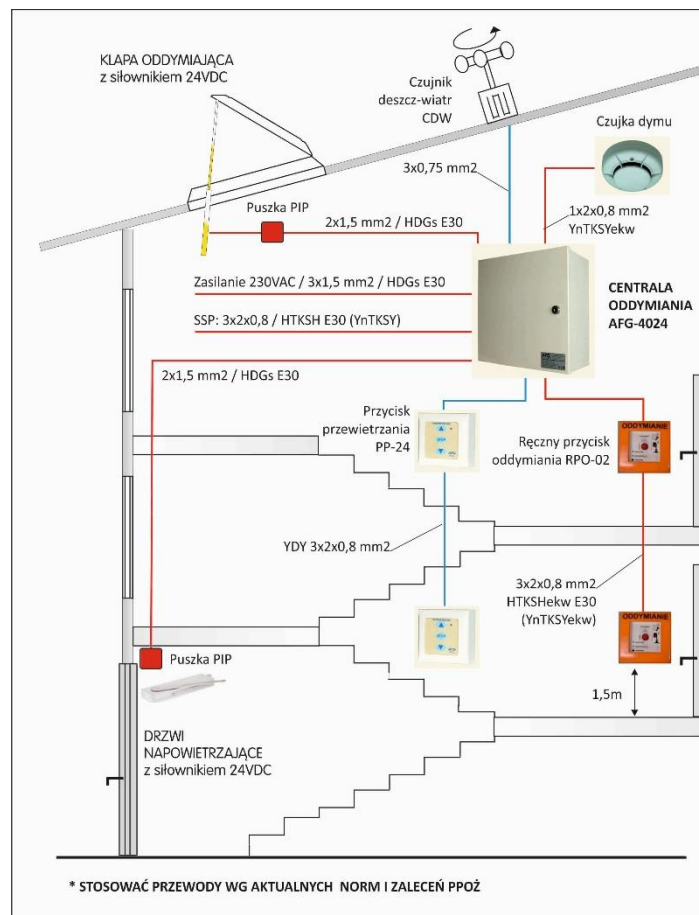 KLAPA ODDYMIAJĄCA
z siłownikiem 24VDC
Czujnik
deszcz-wiatr
CDW
Czujka dymu
3x0,75 mm2
1x2x0,8 mm2
YnTKSYekw
Puszka PIP
2x1,5 mm2 / HDGs E30
Zasilanie 230VAC / 3x1,5 mm2 / HDGs E30
SSP: 3x2x0,8 / HTKSH E30 (YnTKSY)
2x1,5 mm2 / HDGs E30
CENTRALA
ODDYMIANIA
AFG-4024
Przycisk
przewietrzania
PP-24
Ręczny przycisk
oddymiania RPO-02
ODDYMIANIE
YDY 3x2x0,8 mm2
3x2x0,8 mm2
HTKSHekw E30
(YnTKSYekw)
ODDYMIANIE
Puszka PIP
1,5m
DRZWI
NAPOWIETRZAJĄCE
z siłownikiem 24VDC
* STOSOWAĆ PRZEWODY WG AKTUALNYCH NORM I ZALECEŃ PPOŻ